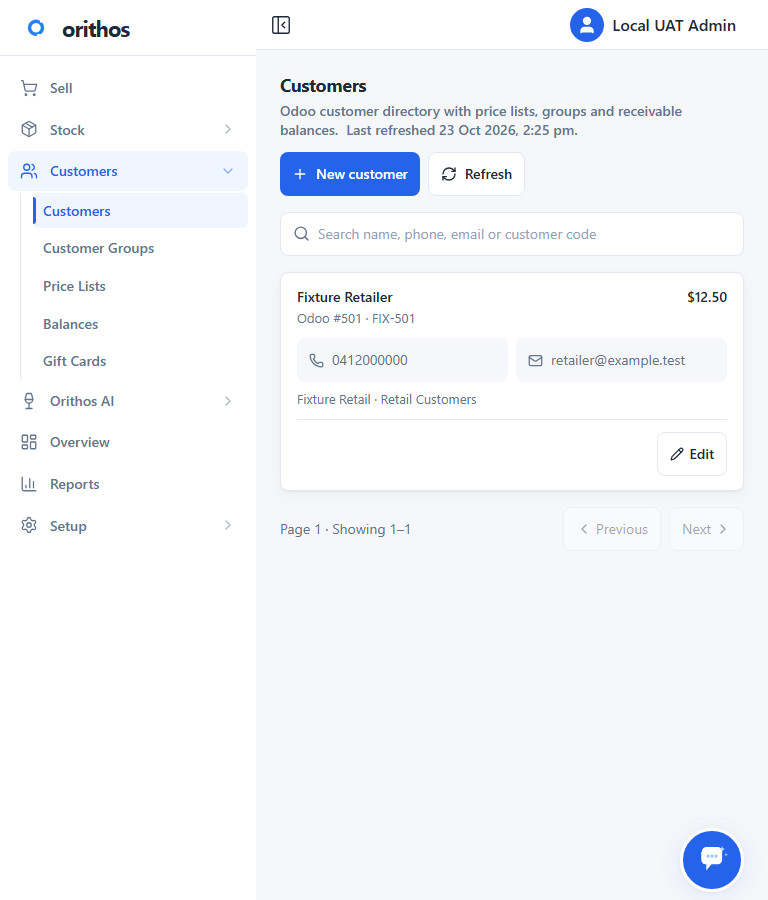 orithos
Local UAT Admin
Sell
Stock
Customers
Customers
Customer Groups
Price Lists
Balances
Gift Cards
Orithos AI
Overview
Reports
Setup
Customers
Odoo customer directory with price lists, groups and receivable
balances. Last refreshed 23 Oct 2026, 2:25 pm.
New customer
Refresh
Search name, phone, email or customer code
Fixture Retailer $12.50
Odoo #501 · FIX-501
0412000000 retailer@example.test
Fixture Retail · Retail Customers
Edit
Page 1 · Showing 1–1 Previous Next